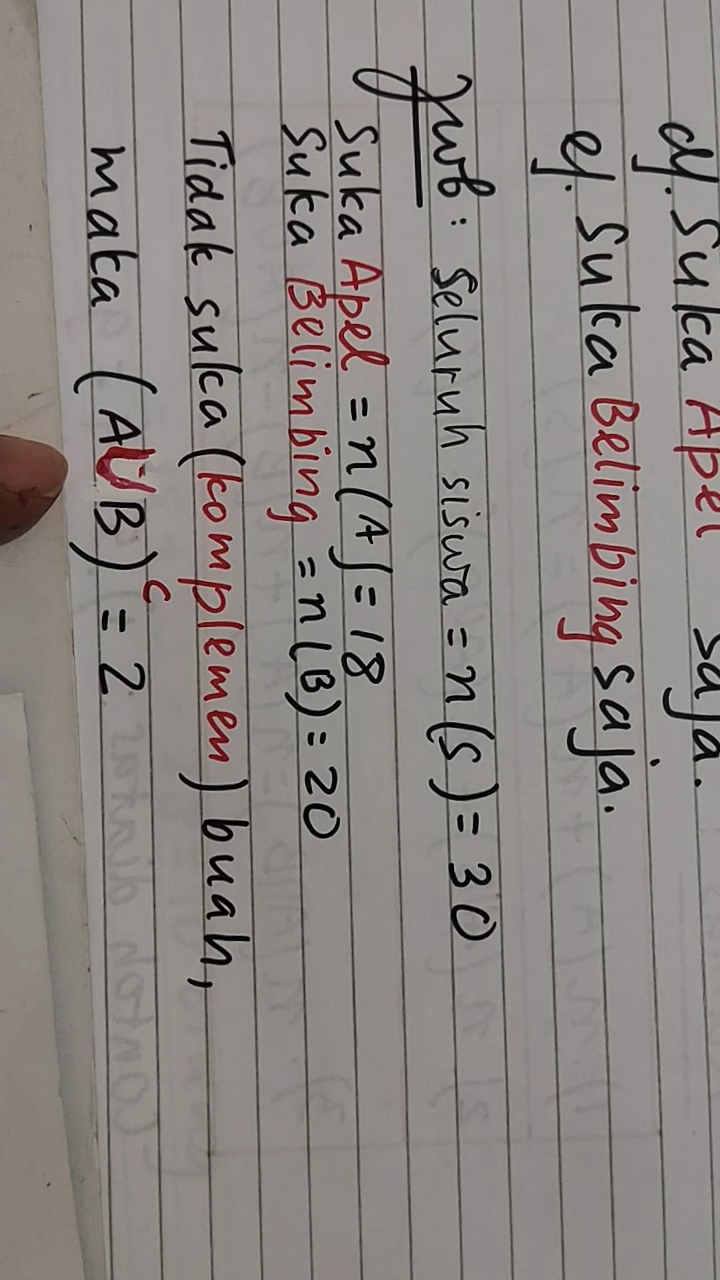 d). Suka Apel saja.
e). Suka Belimbing saja.
Jwb : Seluruh siswa = n(S) = 30
Suka Apel = n(A) = 18
Suka Belimbing = n(B) = 20
Tidak suka (komplemen) buah,
maka (A∪B)ᶜ = 2